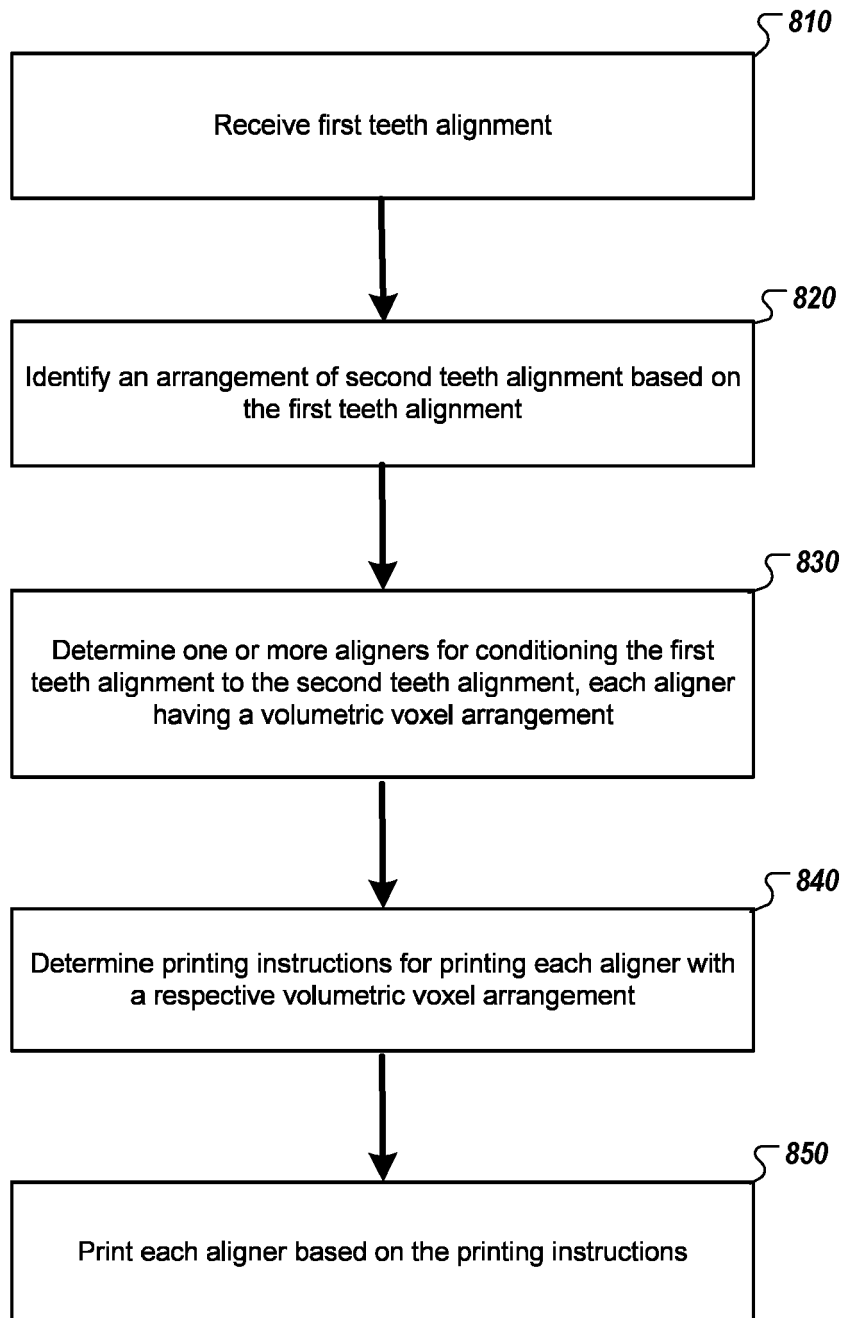 810
Receive first teeth alignment
820
Identify an arrangement of second teeth alignment based on
the first teeth alignment
830
Determine one or more aligners for conditioning the first
teeth alignment to the second teeth alignment, each aligner
having a volumetric voxel arrangement
840
Determine printing instructions for printing each aligner with
a respective volumetric voxel arrangement
850
Print each aligner based on the printing instructions